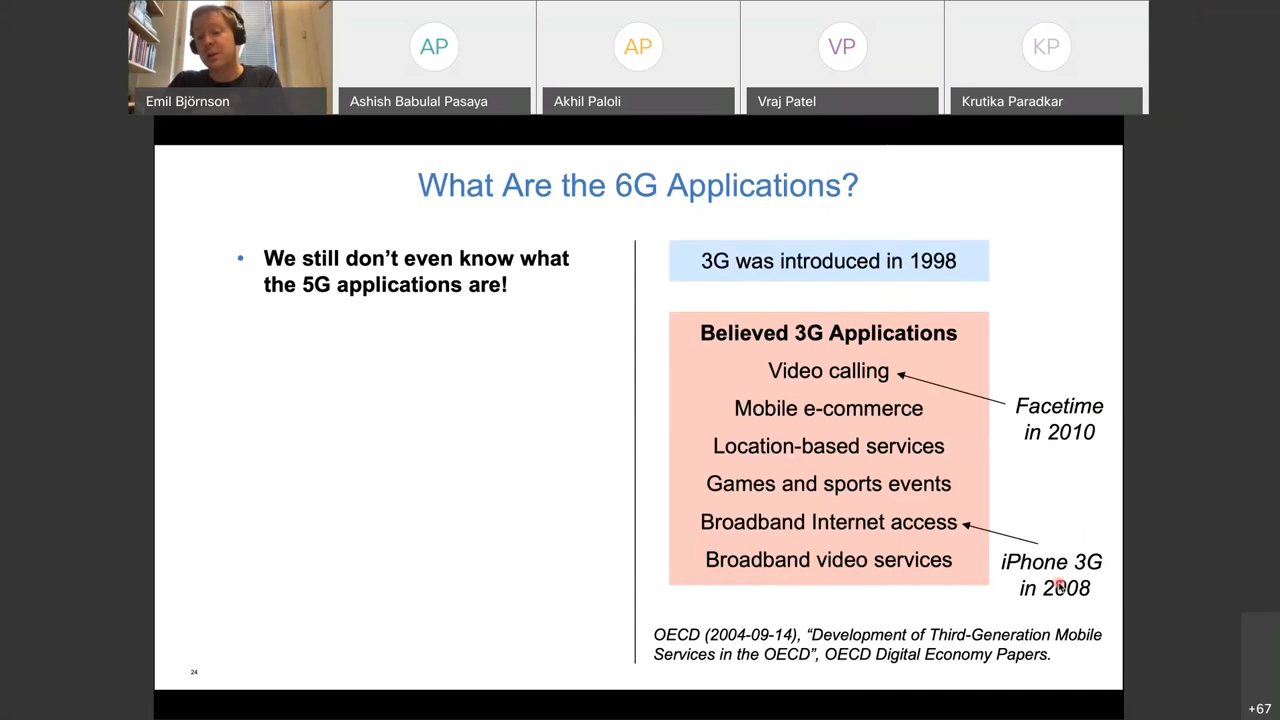 AP
AP
VP
KP
Emil Björnson
Ashish Babulal Pasaya
Akhil Paloli
Vraj Patel
Krutika Paradkar
What Are the 6G Applications?
• We still don't even know what
the 5G applications are!
3G was introduced in 1998
Believed 3G Applications
Video calling
Mobile e-commerce
Location-based services
Games and sports events
Broadband Internet access
Broadband video services
Facetime
in 2010
iPhone 3G
in 2008
OECD (2004-09-14), “Development of Third-Generation Mobile
Services in the OECD”, OECD Digital Economy Papers.
24
+67